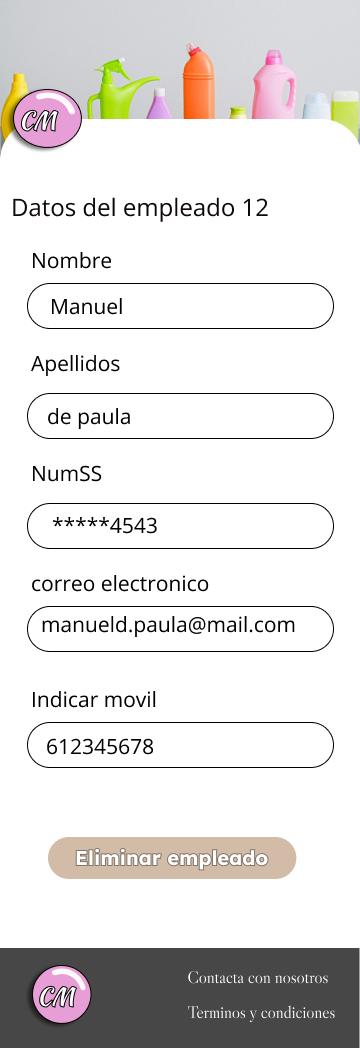 CM
Datos del empleado 12
Nombre
Manuel
Apellidos
de paula
NumSS
*****4543
correo electronico
manueld.paula@mail.com
Indicar movil
612345678
Eliminar empleado
CM
Contacta con nosotros
Terminos y condiciones